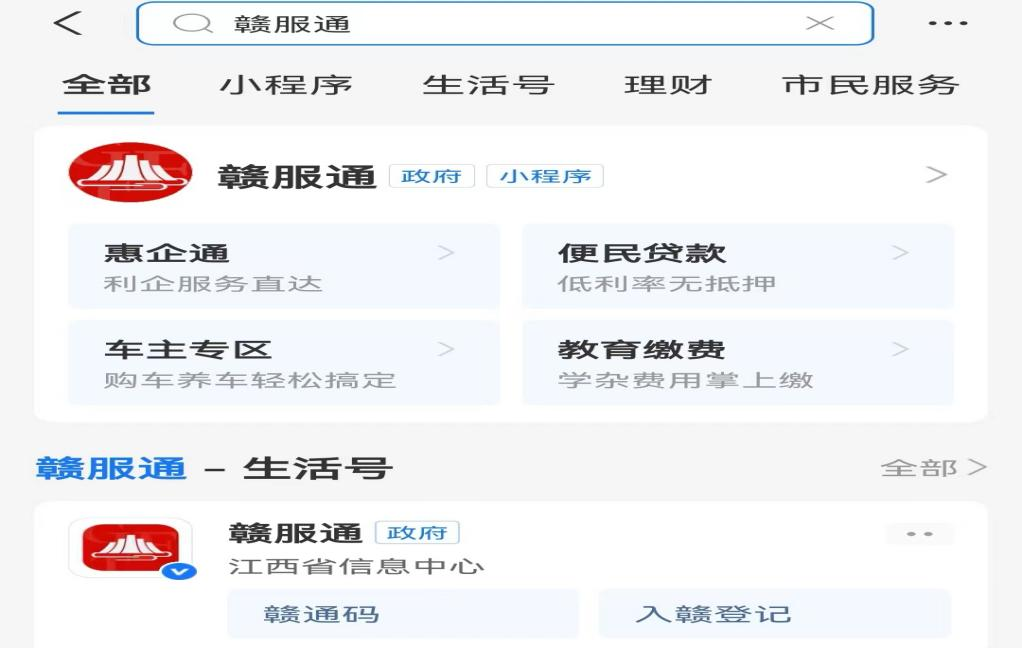 赣服通
全部 小程序 生活号 理财 市民服务
赣服通 政府 小程序
惠企通 便民贷款
利企服务直达 低利率无抵押
车主专区 教育缴费
购车养车轻松搞定 学杂费用掌上缴
赣服通 – 生活号 全部
赣服通 政府
江西省信息中心
赣通码 入赣登记